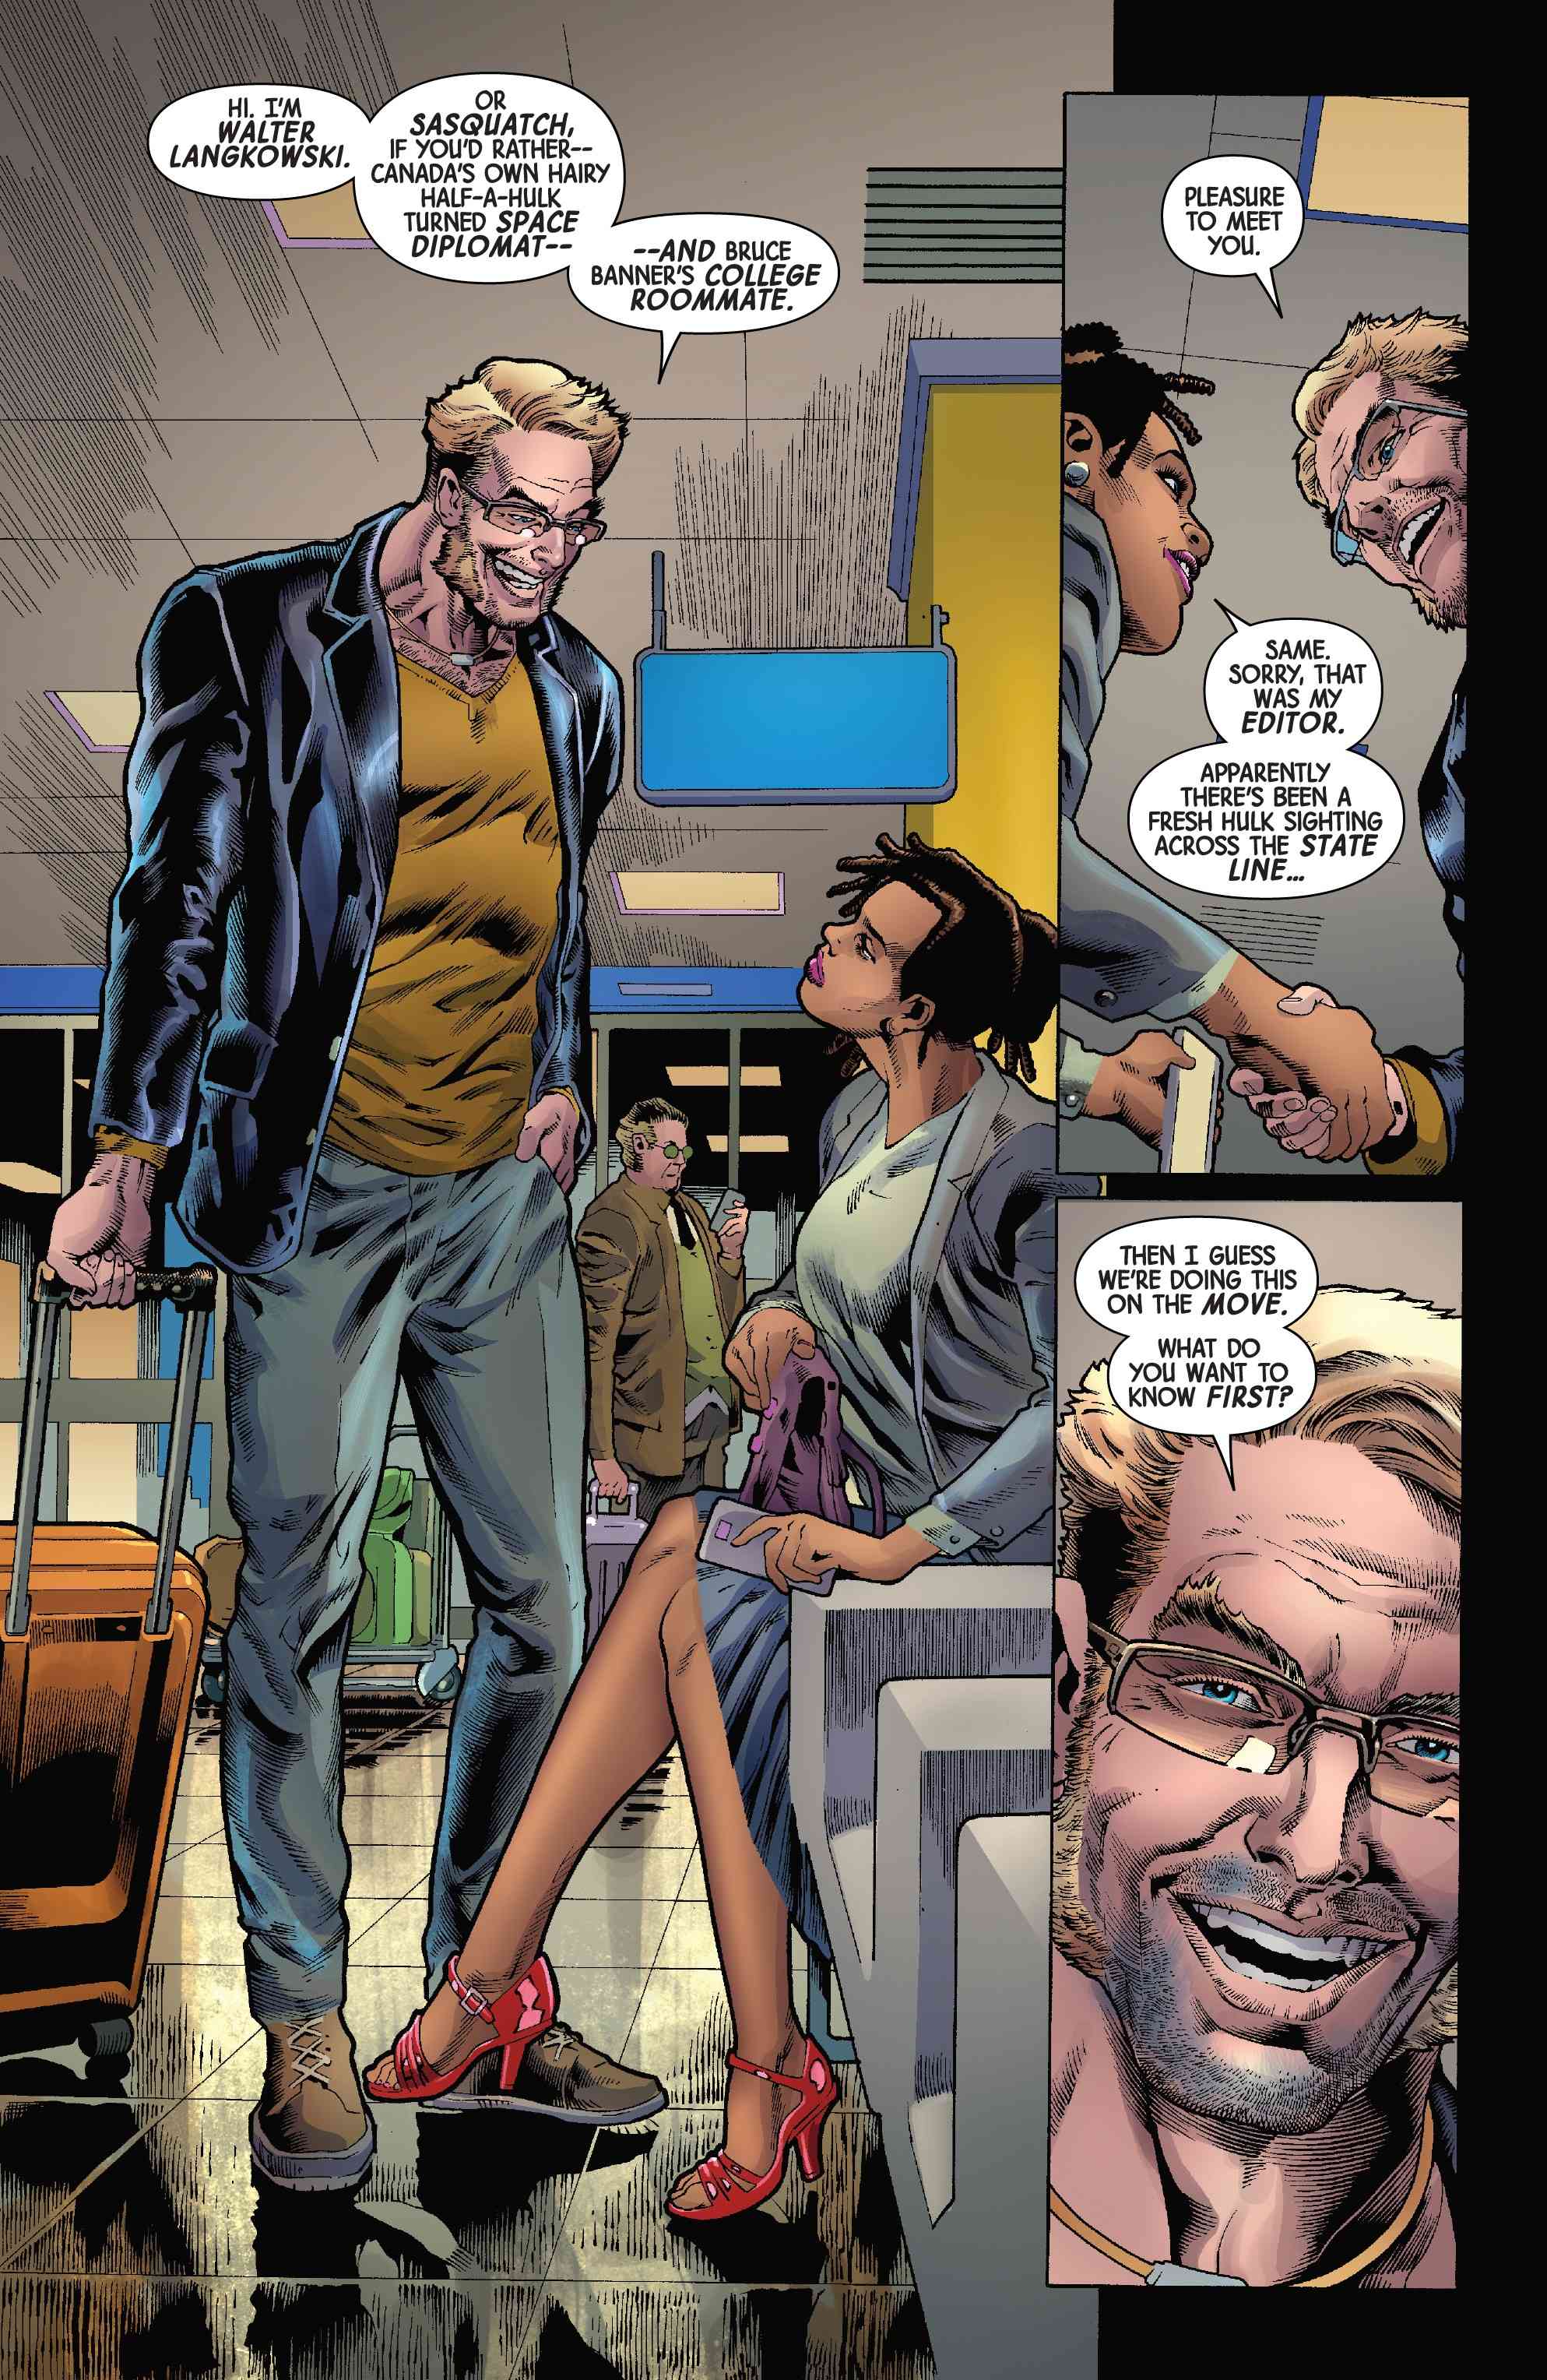 HI. I'M
WALTER
LANGKOWSKI.
OR
SASQUATCH,
IF YOU'D RATHER--
CANADA'S OWN HAIRY
HALF-A-HULK
TURNED SPACE
DIPLOMAT--
--AND BRUCE
BANNER'S COLLEGE
ROOMMATE.
PLEASURE
TO MEET
YOU.
SAME.
SORRY, THAT
WAS MY
EDITOR.
APPARENTLY
THERE'S BEEN A
FRESH HULK SIGHTING
ACROSS THE STATE
LINE...
THEN I GUESS
WE'RE DOING THIS
ON THE MOVE.
WHAT DO
YOU WANT TO
KNOW FIRST?